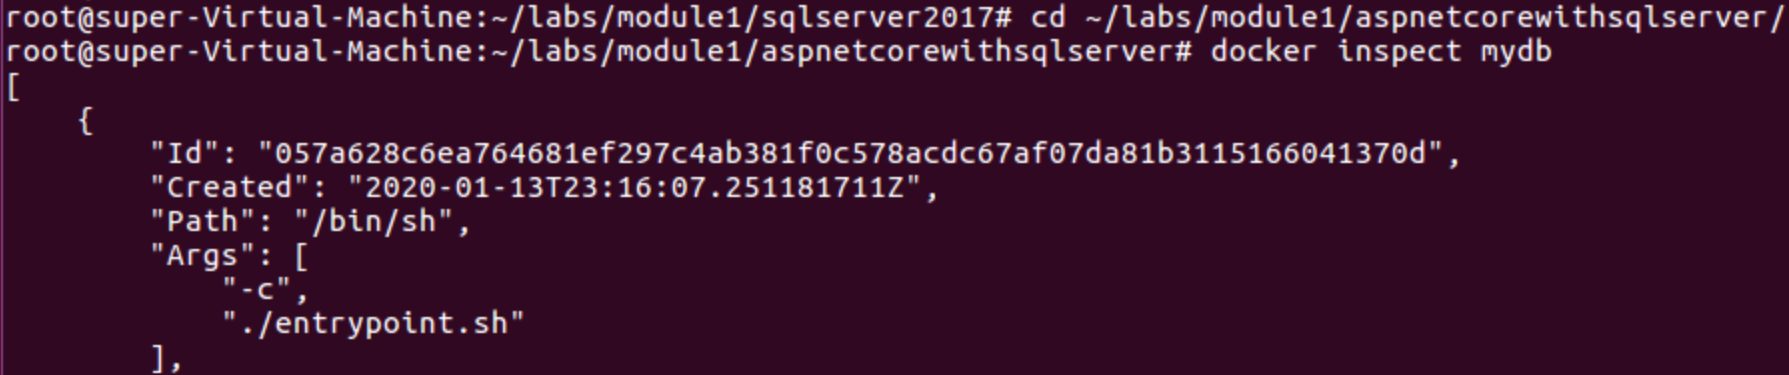 root@super-Virtual-Machine:~/labs/module1/sqlserver2017# cd ~/labs/module1/aspnetcorewithsqlserver/
root@super-Virtual-Machine:~/labs/module1/aspnetcorewithsqlserver# docker inspect mydb
[
    {
        "Id": "057a628c6ea764681ef297c4ab381f0c578acdc67af07da81b3115166041370d",
        "Created": "2020-01-13T23:16:07.251181711Z",
        "Path": "/bin/sh",
        "Args": [
            "-c",
            "./entrypoint.sh"
        ],